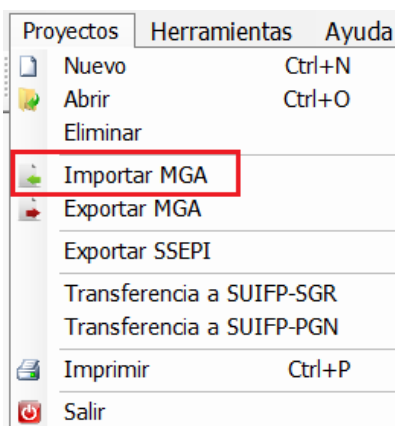 Proyectos Herramientas Ayuda
Nuevo Ctrl+N
Abrir Ctrl+O
Eliminar
Importar MGA
Exportar MGA
Exportar SSEPI
Transferencia a SUIFP-SGR
Transferencia a SUIFP-PGN
Imprimir Ctrl+P
Salir